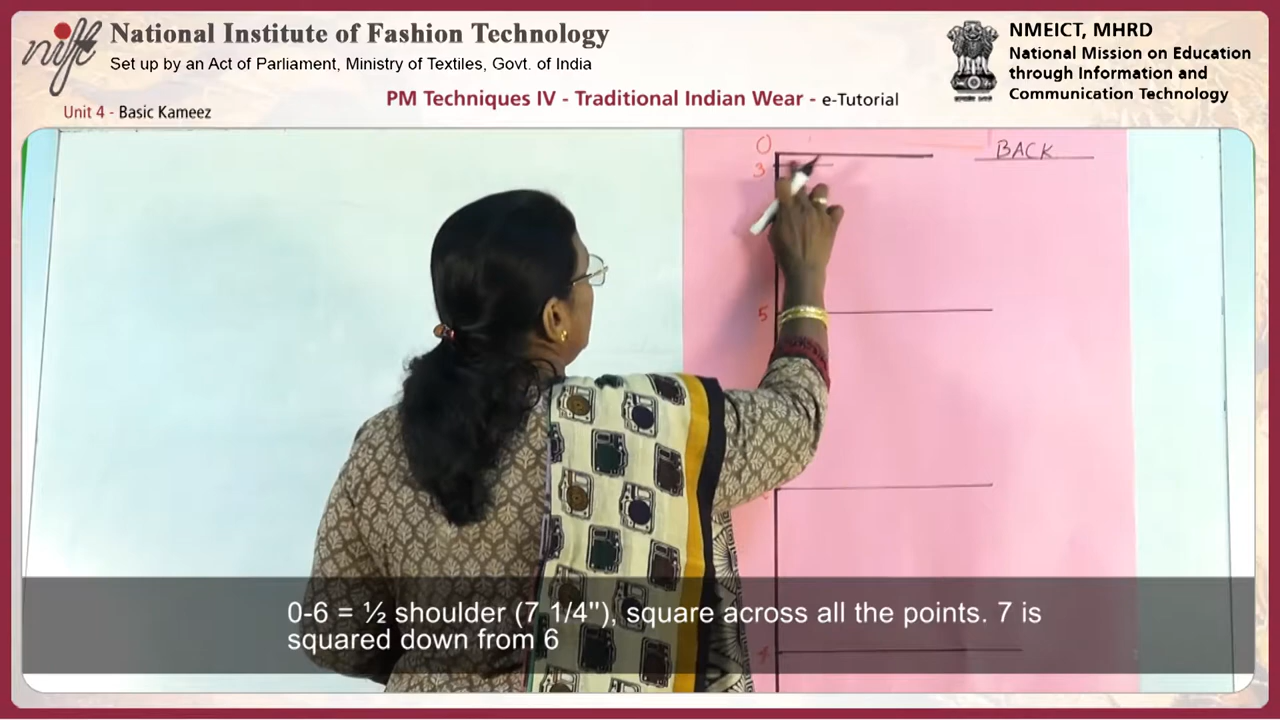 nift
National Institute of Fashion Technology
Set up by an Act of Parliament, Ministry of Textiles, Govt. of India
NMEICT, MHRD
National Mission on Education
through Information and
Communication Technology
PM Techniques IV - Traditional Indian Wear - e-Tutorial
Unit 4 - Basic Kameez
0
3
BACK
5
0-6 = ½ shoulder (7 1/4"), square across all the points. 7 is
squared down from 6